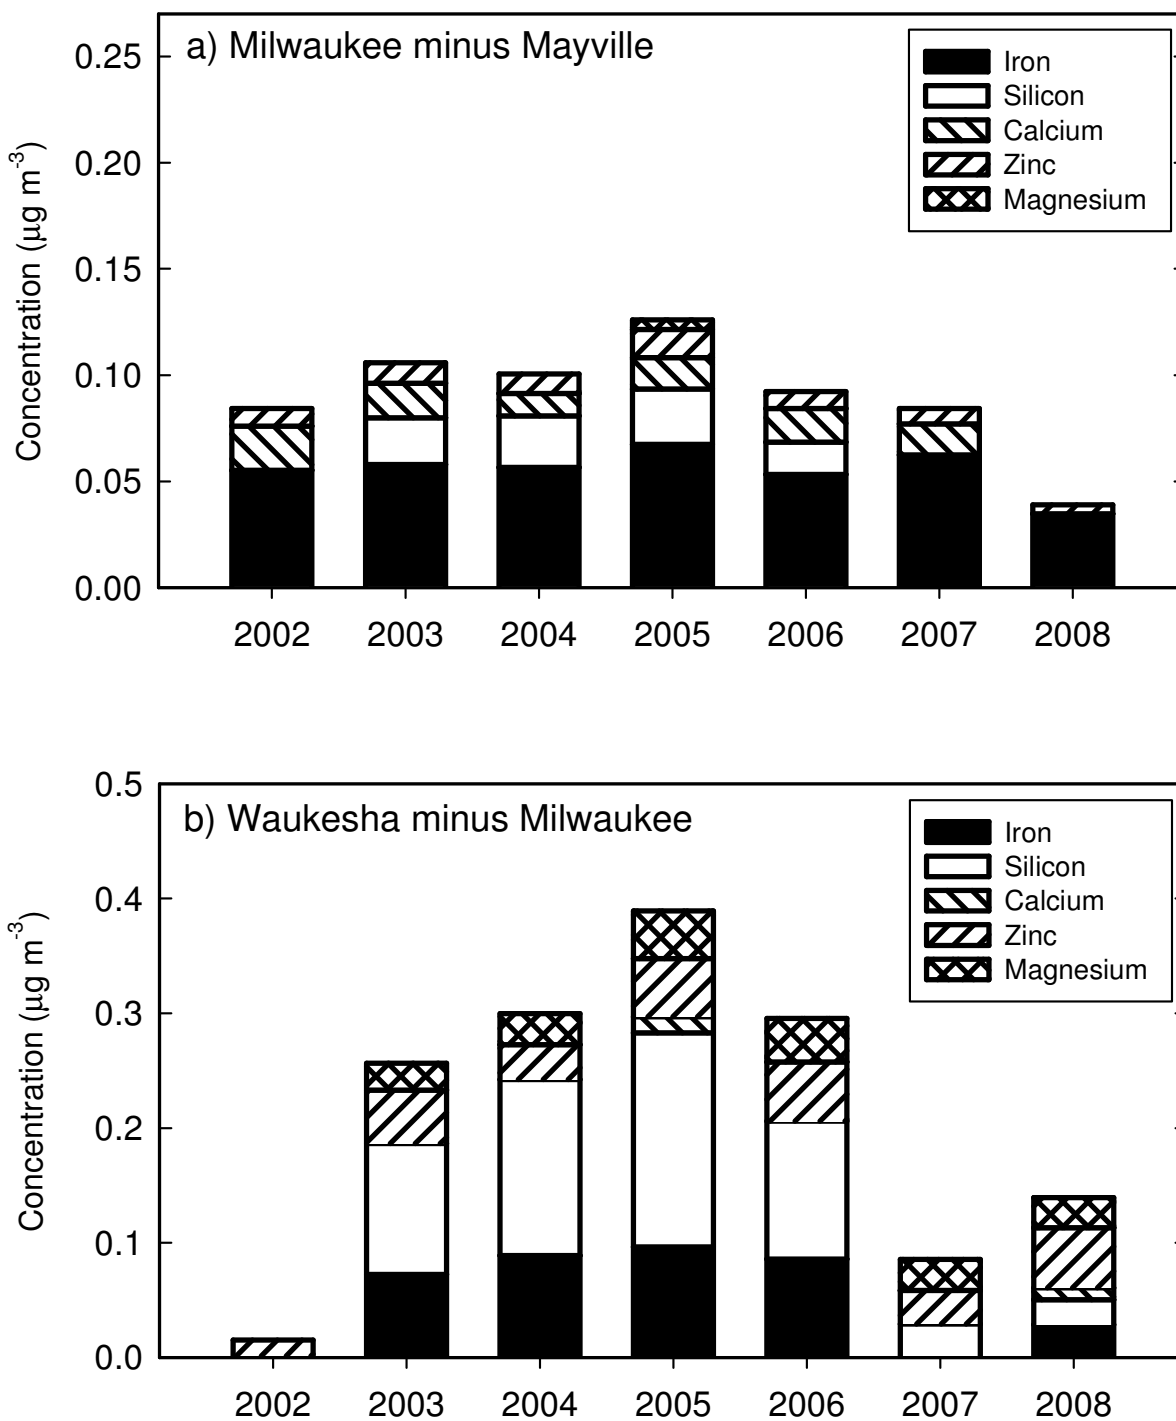 a) Milwaukee minus Mayville
Iron
Silicon
Calcium
Zinc
Magnesium
Concentration (μg m⁻³)
0.25
0.20
0.15
0.10
0.05
0.00
2002 2003 2004 2005 2006 2007 2008
b) Waukesha minus Milwaukee
Iron
Silicon
Calcium
Zinc
Magnesium
Concentration (μg m⁻³)
0.5
0.4
0.3
0.2
0.1
0.0
2002 2003 2004 2005 2006 2007 2008